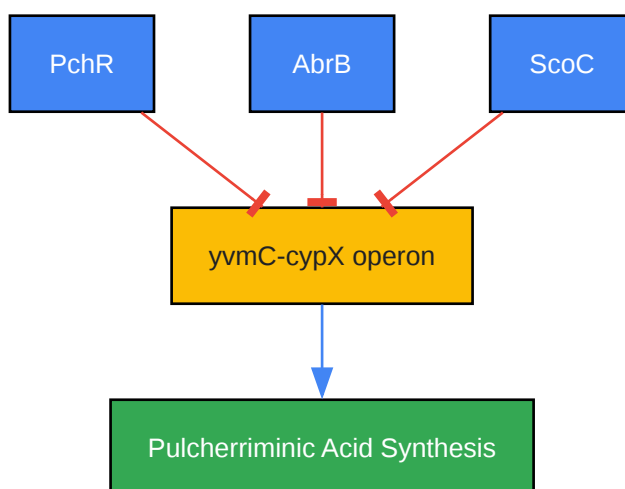 PchR
AbrB
ScoC
yvmC-cypX operon
Pulcherriminic Acid Synthesis